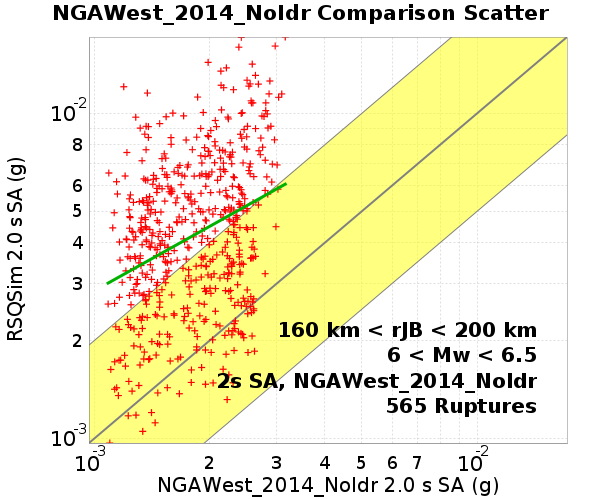 NGAWest_2014_NoIdr Comparison Scatter
RSQSim 2.0 s SA (g)
10-2
8
6
5
4
3
2
10-3
160 km < rJB < 200 km
6 < Mw < 6.5
2s SA, NGAWest_2014_NoIdr
565 Ruptures
10-3 2 3 4 5 6 7 10-2
NGAWest_2014_NoIdr 2.0 s SA (g)